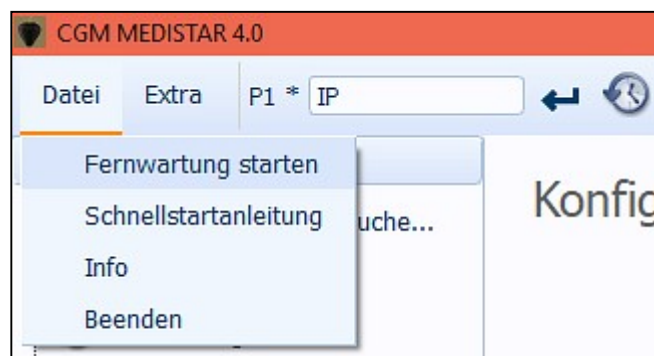 CGM MEDISTAR 4.0
Datei Extra P1 * IP
Fernwartung starten
Schnellstartanleitung uche...
Konfig
Info
Beenden